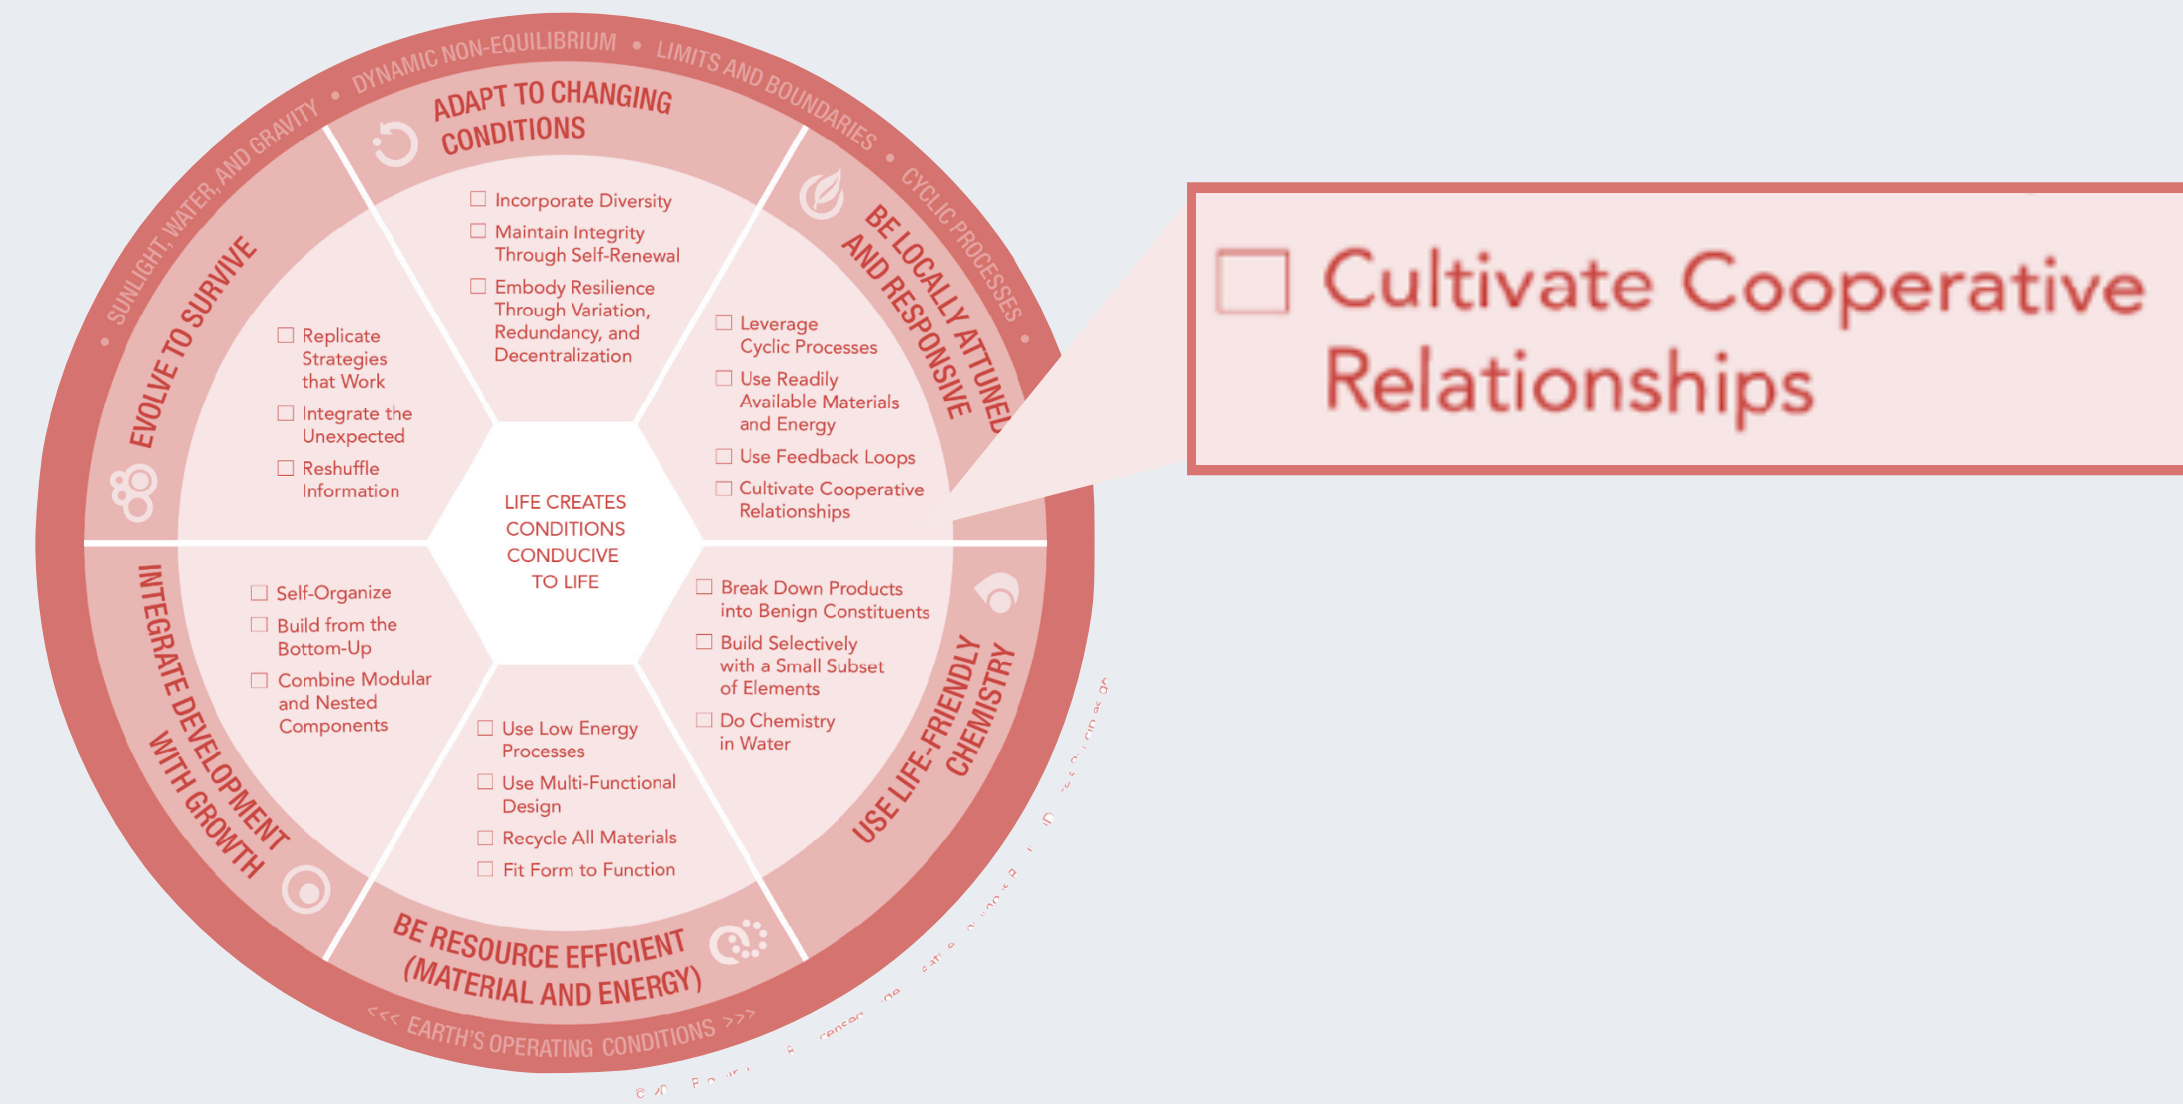 • SUNLIGHT, WATER, AND GRAVITY • DYNAMIC NON-EQUILIBRIUM • LIMITS AND BOUNDARIES • CYCLIC PROCESSES •
ADAPT TO CHANGING
CONDITIONS
Incorporate Diversity
Maintain Integrity
Through Self-Renewal
Embody Resilience
Through Variation,
Redundancy, and
Decentralization
BE LOCALLY ATTUNED
AND RESPONSIVE
Leverage
Cyclic Processes
Use Readily
Available Materials
and Energy
Use Feedback Loops
Cultivate Cooperative
Relationships
Cultivate Cooperative
Relationships
USE LIFE-FRIENDLY
CHEMISTRY
Break Down Products
into Benign Constituents
Build Selectively
with a Small Subset
of Elements
Do Chemistry
in Water
BE RESOURCE EFFICIENT
(MATERIAL AND ENERGY)
Use Low Energy
Processes
Use Multi-Functional
Design
Recycle All Materials
Fit Form to Function
INTEGRATE DEVELOPMENT
WITH GROWTH
Self-Organize
Build from the
Bottom-Up
Combine Modular
and Nested
Components
EVOLVE TO SURVIVE
Replicate
Strategies
that Work
Integrate the
Unexpected
Reshuffle
Information
LIFE CREATES
CONDITIONS
CONDUCIVE
TO LIFE
<<< EARTH'S OPERATING CONDITIONS >>>